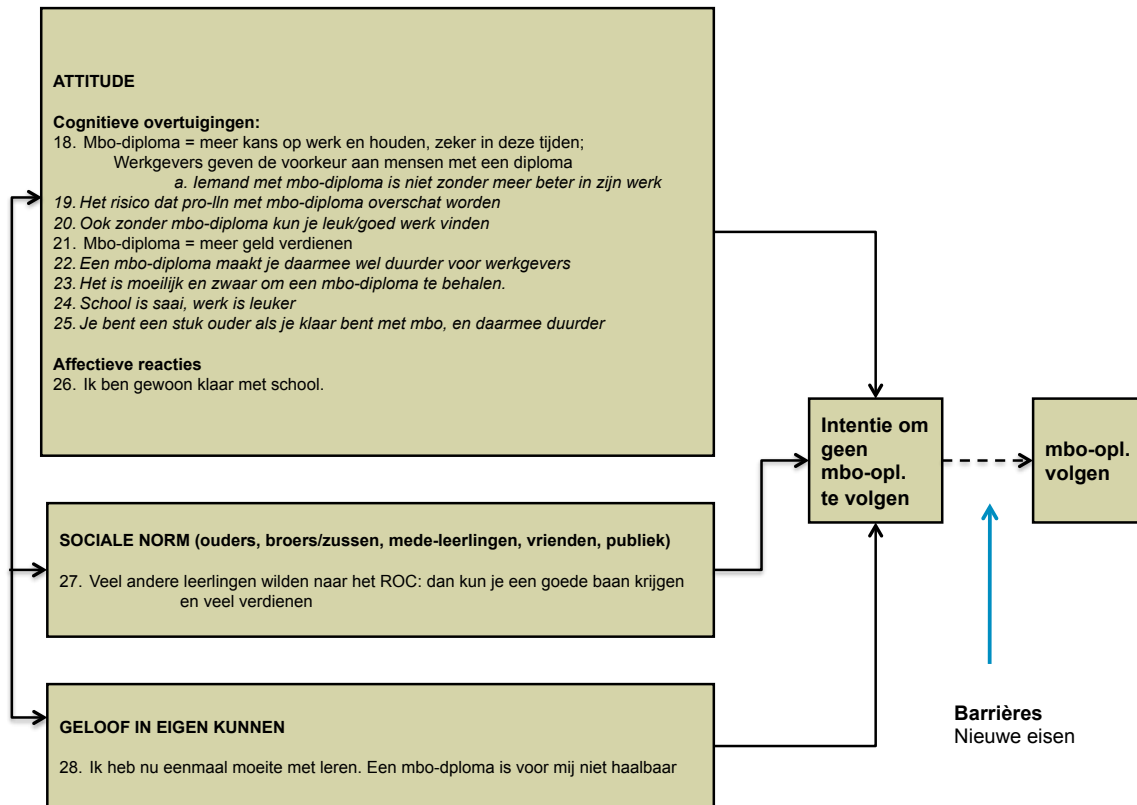 ATTITUDE
Cognitieve overtuigingen:
18. Mbo-diploma = meer kans op werk en houden, zeker in deze tijden;
Werkgevers geven de voorkeur aan mensen met een diploma
a. Iemand met mbo-diploma is niet zonder meer beter in zijn werk
19. Het risico dat pro-lln met mbo-diploma overschat worden
20. Ook zonder mbo-diploma kun je leuk/goed werk vinden
21. Mbo-diploma = meer geld verdienen
22. Een mbo-diploma maakt je daarmee wel duurder voor werkgevers
23. Het is moeilijk en zwaar om een mbo-diploma te behalen.
24. School is saai, werk is leuker
25. Je bent een stuk ouder als je klaar bent met mbo, en daarmee duurder
Affectieve reacties
26. Ik ben gewoon klaar met school.
SOCIALE NORM (ouders, broers/zussen, mede-leerlingen, vrienden, publiek)
27. Veel andere leerlingen wilden naar het ROC: dan kun je een goede baan krijgen
en veel verdienen
GELOOF IN EIGEN KUNNEN
28. Ik heb nu eenmaal moeite met leren. Een mbo-dploma is voor mij niet haalbaar
Intentie om
geen
mbo-opl.
te volgen
mbo-opl.
volgen
Barrières
Nieuwe eisen